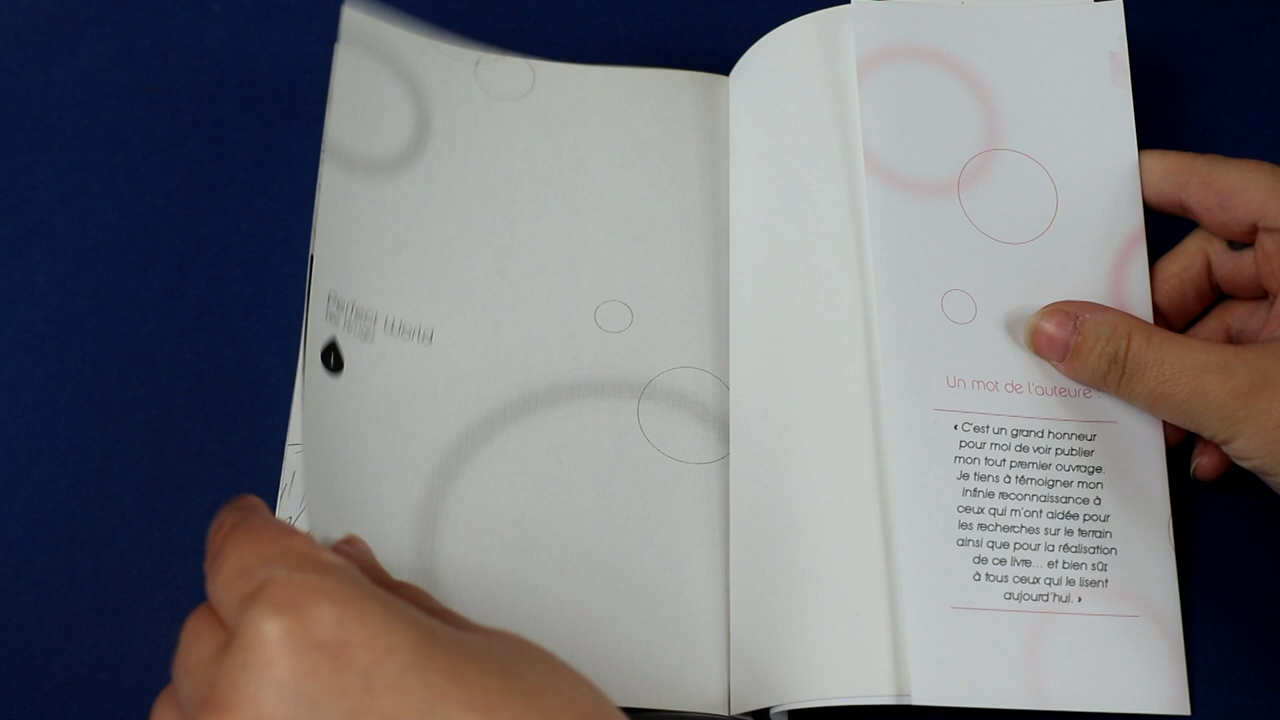 Perfect World
Un mot de l'auteure :
« C'est un grand honneur
pour moi de voir publier
mon tout premier ouvrage.
Je tiens à témoigner mon
infinie reconnaissance à
ceux qui m'ont aidée pour
les recherches sur le terrain
ainsi que pour la réalisation
de ce livre... et bien sûr
à tous ceux qui le lisent
aujourd'hui. »